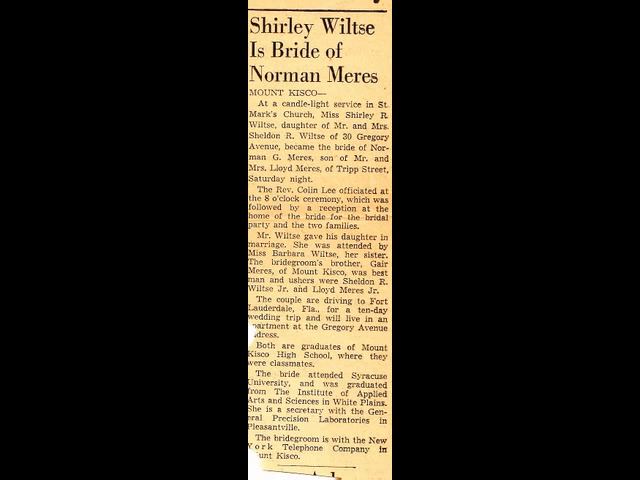 Shirley Wiltse
Is Bride of
Norman Meres
MOUNT KISCO—
At a candle-light service in St.
Mark's Church, Miss Shirley R.
Wiltse, daughter of Mr. and Mrs.
Sheldon R. Wiltse of 30 Gregory
Avenue, became the bride of Nor-
man G. Meres, son of Mr. and
Mrs. Lloyd Meres, of Tripp Street,
Saturday night.
The Rev. Colin Lee officiated at
the 8 o'clock ceremony, which was
followed by a reception at the
home of the bride for the bridal
party and the two families.
Mr. Wiltse gave his daughter in
marriage. She was attended by
Miss Barbara Wiltse, her sister.
The bridegroom's brother, Gair
Meres, of Mount Kisco, was best
man and ushers were Sheldon R.
Wiltse Jr. and Lloyd Meres Jr.
The couple are driving to Fort
Lauderdale, Fla., for a ten-day
wedding trip and will live in an
partment at the Gregory Avenue
dress.
Both are graduates of Mount
Kisco High School, where they
were classmates.
The bride attended Syracuse
University, and was graduated
from The Institute of Applied
Arts and Sciences in White Plains.
She is a secretary with the Gen-
eral Precision Laboratories in
Pleasantville.
The bridegroom is with the New
York Telephone Company in
unt Kisco.